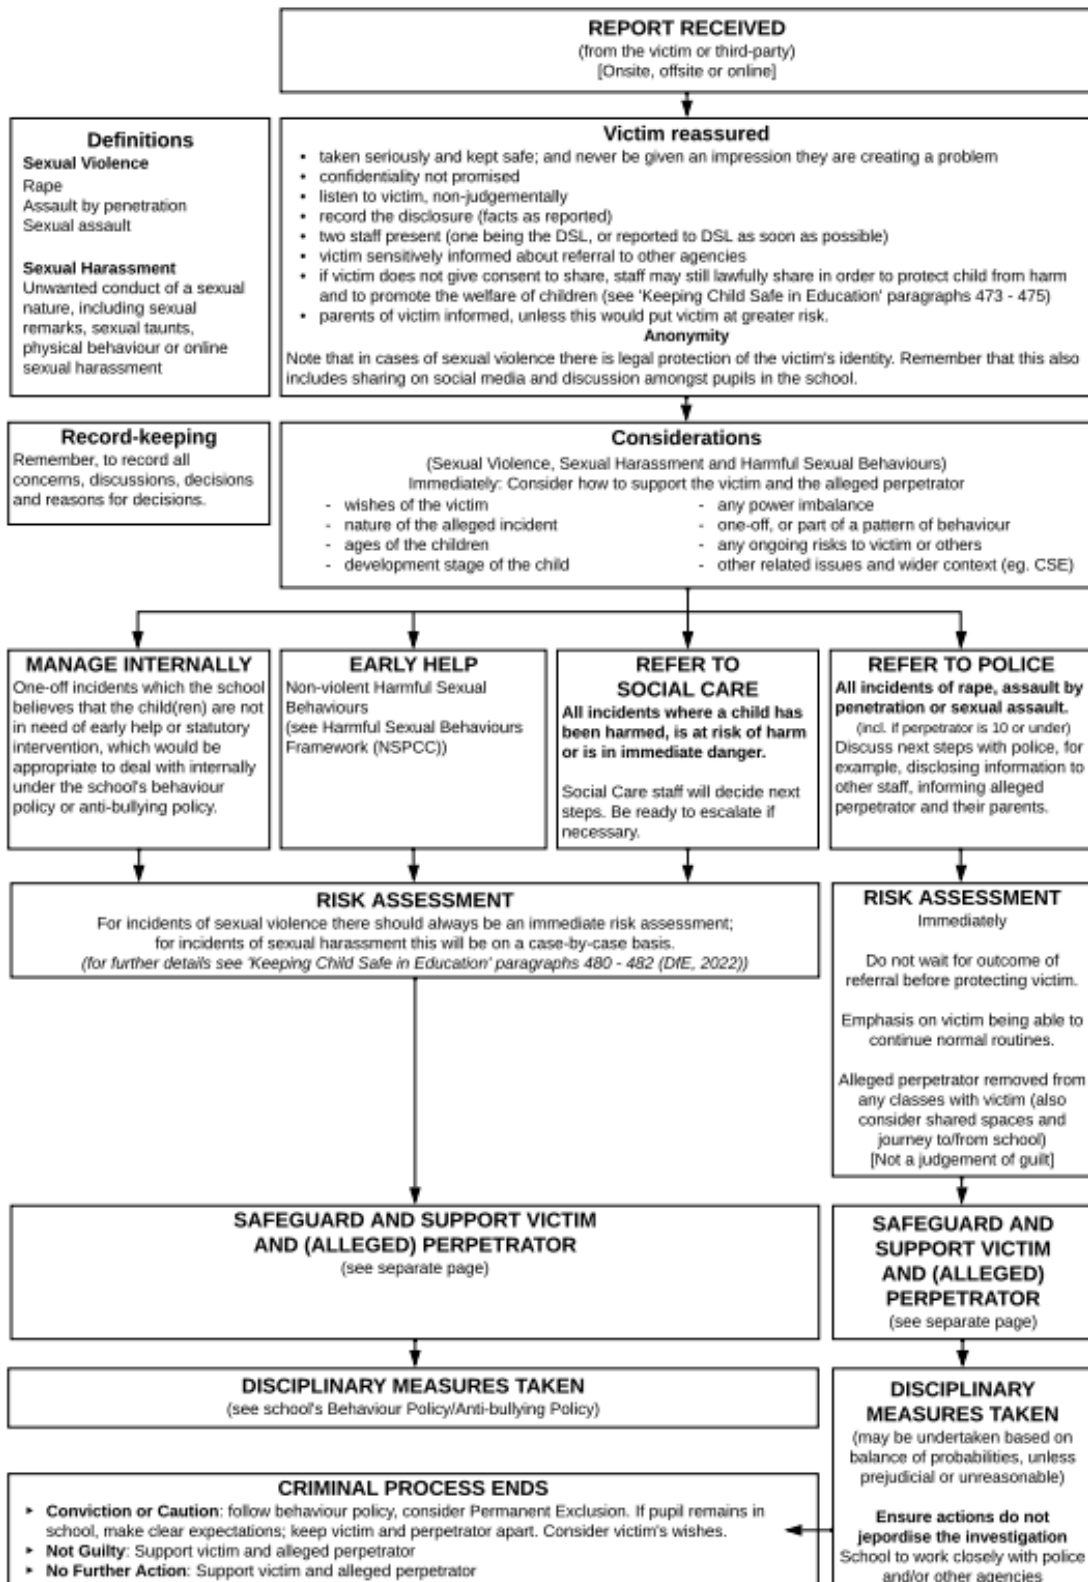 REPORT RECEIVED
(from the victim or third-party)
[Onsite, offsite or online]
Definitions
Sexual Violence
Rape
Assault by penetration
Sexual assault
Sexual Harassment
Unwanted conduct of a sexual
nature, including sexual
remarks, sexual taunts,
physical behaviour or online
sexual harassment
Victim reassured
• taken seriously and kept safe; and never be given an impression they are creating a problem
• confidentiality not promised
• listen to victim, non-judgementally
• record the disclosure (facts as reported)
• two staff present (one being the DSL, or reported to DSL as soon as possible)
• victim sensitively informed about referral to other agencies
• if victim does not give consent to share, staff may still lawfully share in order to protect child from harm
and to promote the welfare of children (see 'Keeping Child Safe in Education' paragraphs 473 - 475)
• parents of victim informed, unless this would put victim at greater risk.
Anonymity
Note that in cases of sexual violence there is legal protection of the victim's identity. Remember that this also
includes sharing on social media and discussion amongst pupils in the school.
Record-keeping
Remember, to record all
concerns, discussions, decisions
and reasons for decisions.
Considerations
(Sexual Violence, Sexual Harassment and Harmful Sexual Behaviours)
Immediately: Consider how to support the victim and the alleged perpetrator
- wishes of the victim
- nature of the alleged incident
- ages of the children
- development stage of the child
- any power imbalance
- one-off, or part of a pattern of behaviour
- any ongoing risks to victim or others
- other related issues and wider context (eg. CSE)
MANAGE INTERNALLY
One-off incidents which the school
believes that the child(ren) are not
in need of early help or statutory
intervention, which would be
appropriate to deal with internally
under the school's behaviour
policy or anti-bullying policy.
EARLY HELP
Non-violent Harmful Sexual
Behaviours
(see Harmful Sexual Behaviours
Framework (NSPCC))
REFER TO
SOCIAL CARE
All incidents where a child has
been harmed, is at risk of harm
or is in immediate danger.
Social Care staff will decide next
steps. Be ready to escalate if
necessary.
REFER TO POLICE
All incidents of rape, assault by
penetration or sexual assault.
(incl. if perpetrator is 10 or under)
Discuss next steps with police, for
example, disclosing information to
other staff, informing alleged
perpetrator and their parents.
RISK ASSESSMENT
For incidents of sexual violence there should always be an immediate risk assessment;
for incidents of sexual harassment this will be on a case-by-case basis.
(for further details see 'Keeping Child Safe in Education' paragraphs 480 - 482 (DfE, 2022))
RISK ASSESSMENT
Immediately
Do not wait for outcome of
referral before protecting victim.
Emphasis on victim being able to
continue normal routines.
Alleged perpetrator removed from
any classes with victim (also
consider shared spaces and
journey to/from school)
[Not a judgement of guilt]
SAFEGUARD AND SUPPORT VICTIM
AND (ALLEGED) PERPETRATOR
(see separate page)
SAFEGUARD AND
SUPPORT VICTIM
AND (ALLEGED)
PERPETRATOR
(see separate page)
DISCIPLINARY MEASURES TAKEN
(see school's Behaviour Policy/Anti-bullying Policy)
DISCIPLINARY
MEASURES TAKEN
(may be undertaken based on
balance of probabilities, unless
prejudicial or unreasonable)
Ensure actions do not
jepordise the investigation
School to work closely with police
and/or other agencies
CRIMINAL PROCESS ENDS
► Conviction or Caution: follow behaviour policy, consider Permanent Exclusion. If pupil remains in
school, make clear expectations; keep victim and perpetrator apart. Consider victim's wishes.
► Not Guilty: Support victim and alleged perpetrator
► No Further Action: Support victim and alleged perpetrator